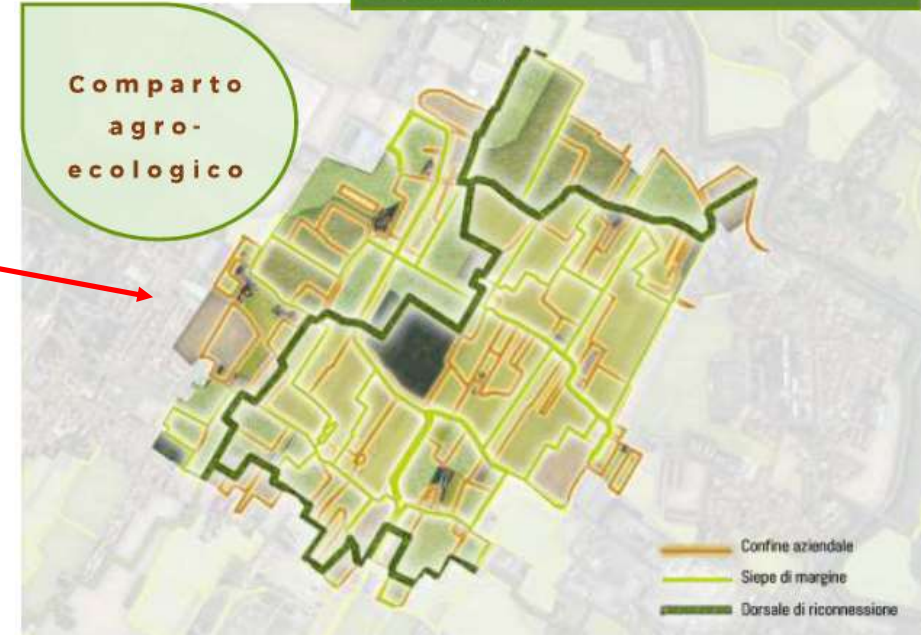 Comparto
agro-
ecologico
Confine aziendale
Siepe di margine
Dorsale di riconnessione